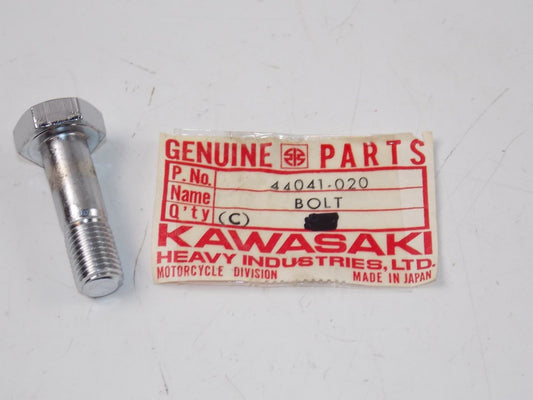 GENUINE PARTS
P. No. 44041-020
Name BOLT
Q'ty (C)
KAWASAKI
HEAVY INDUSTRIES, LTD.
MOTORCYCLE DIVISION MADE IN JAPAN